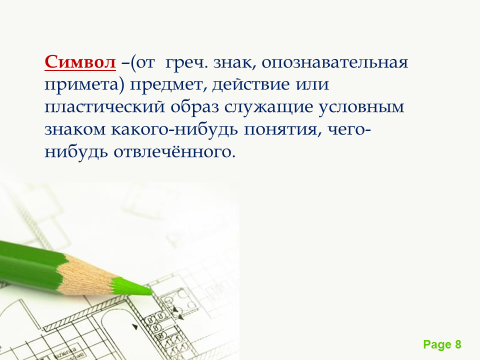 Символ –(от  греч. знак, опознавательная
примета) предмет, действие или
пластический образ служащие условным
знаком какого-нибудь понятия, чего-
нибудь отвлечённого.
Page 8